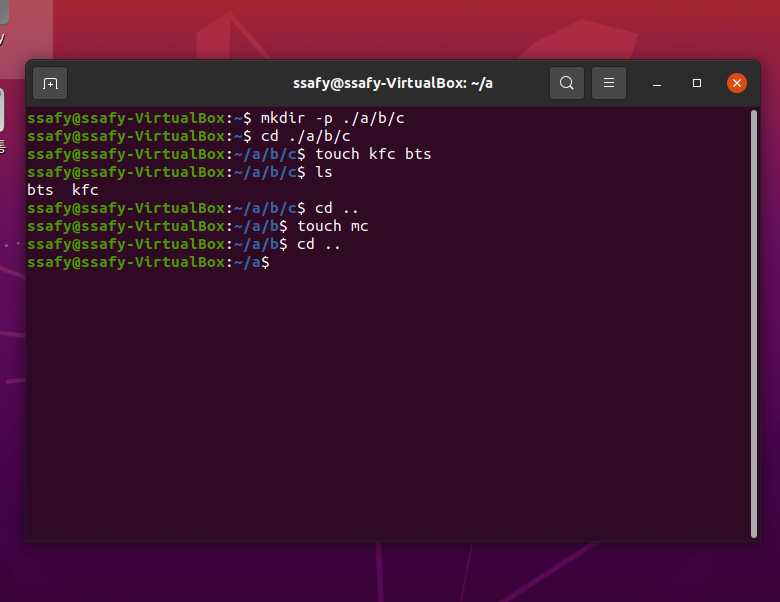 y
통
ssafy@ssafy-VirtualBox: ~/a
ssafy@ssafy-VirtualBox:~$ mkdir -p ./a/b/c
ssafy@ssafy-VirtualBox:~$ cd ./a/b/c
ssafy@ssafy-VirtualBox:~/a/b/c$ touch kfc bts
ssafy@ssafy-VirtualBox:~/a/b/c$ ls
bts  kfc
ssafy@ssafy-VirtualBox:~/a/b/c$ cd ..
ssafy@ssafy-VirtualBox:~/a/b$ touch mc
ssafy@ssafy-VirtualBox:~/a/b$ cd ..
ssafy@ssafy-VirtualBox:~/a$